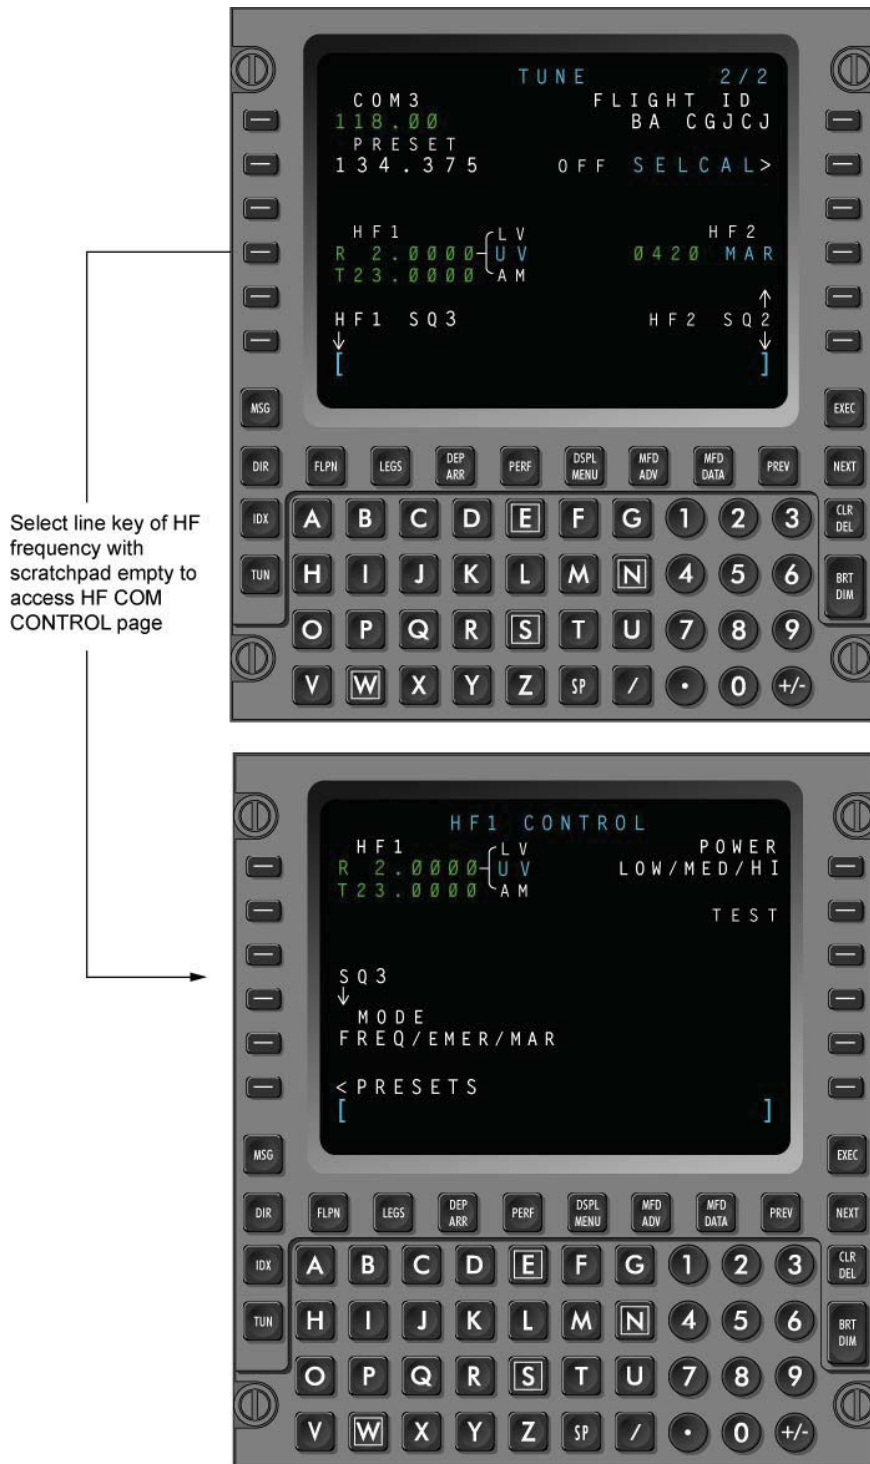 TUNE 2/2
COM3 FLIGHT ID
118.00 BA CGJCJ
PRESET
134.375 OFF SELCAL>
HF1 LV HF2
R 2.0000 UV 0420 MAR
T23.0000 AM
↑
HF1 SQ3 HF2 SQ2
↓ ↓
[ ]
MSG EXEC
DIR FLPN LEGS DEP ARR PERF DSPL MENU MFD ADV MFD DATA PREV NEXT
IDX A B C D E F G 1 2 3 CLR DEL
TUN H I J K L M N 4 5 6 BRT DIM
O P Q R S T U 7 8 9
V W X Y Z SP / • 0 +/-
Select line key of HF
frequency with
scratchpad empty to
access HF COM
CONTROL page
HF1 CONTROL
HF1 LV POWER
R 2.0000 UV LOW/MED/HI
T23.0000 AM
TEST
SQ3
↓
MODE
FREQ/EMER/MAR
<PRESETS
[ ]
MSG EXEC
DIR FLPN LEGS DEP ARR PERF DSPL MENU MFD ADV MFD DATA PREV NEXT
IDX A B C D E F G 1 2 3 CLR DEL
TUN H I J K L M N 4 5 6 BRT DIM
O P Q R S T U 7 8 9
V W X Y Z SP / • 0 +/-